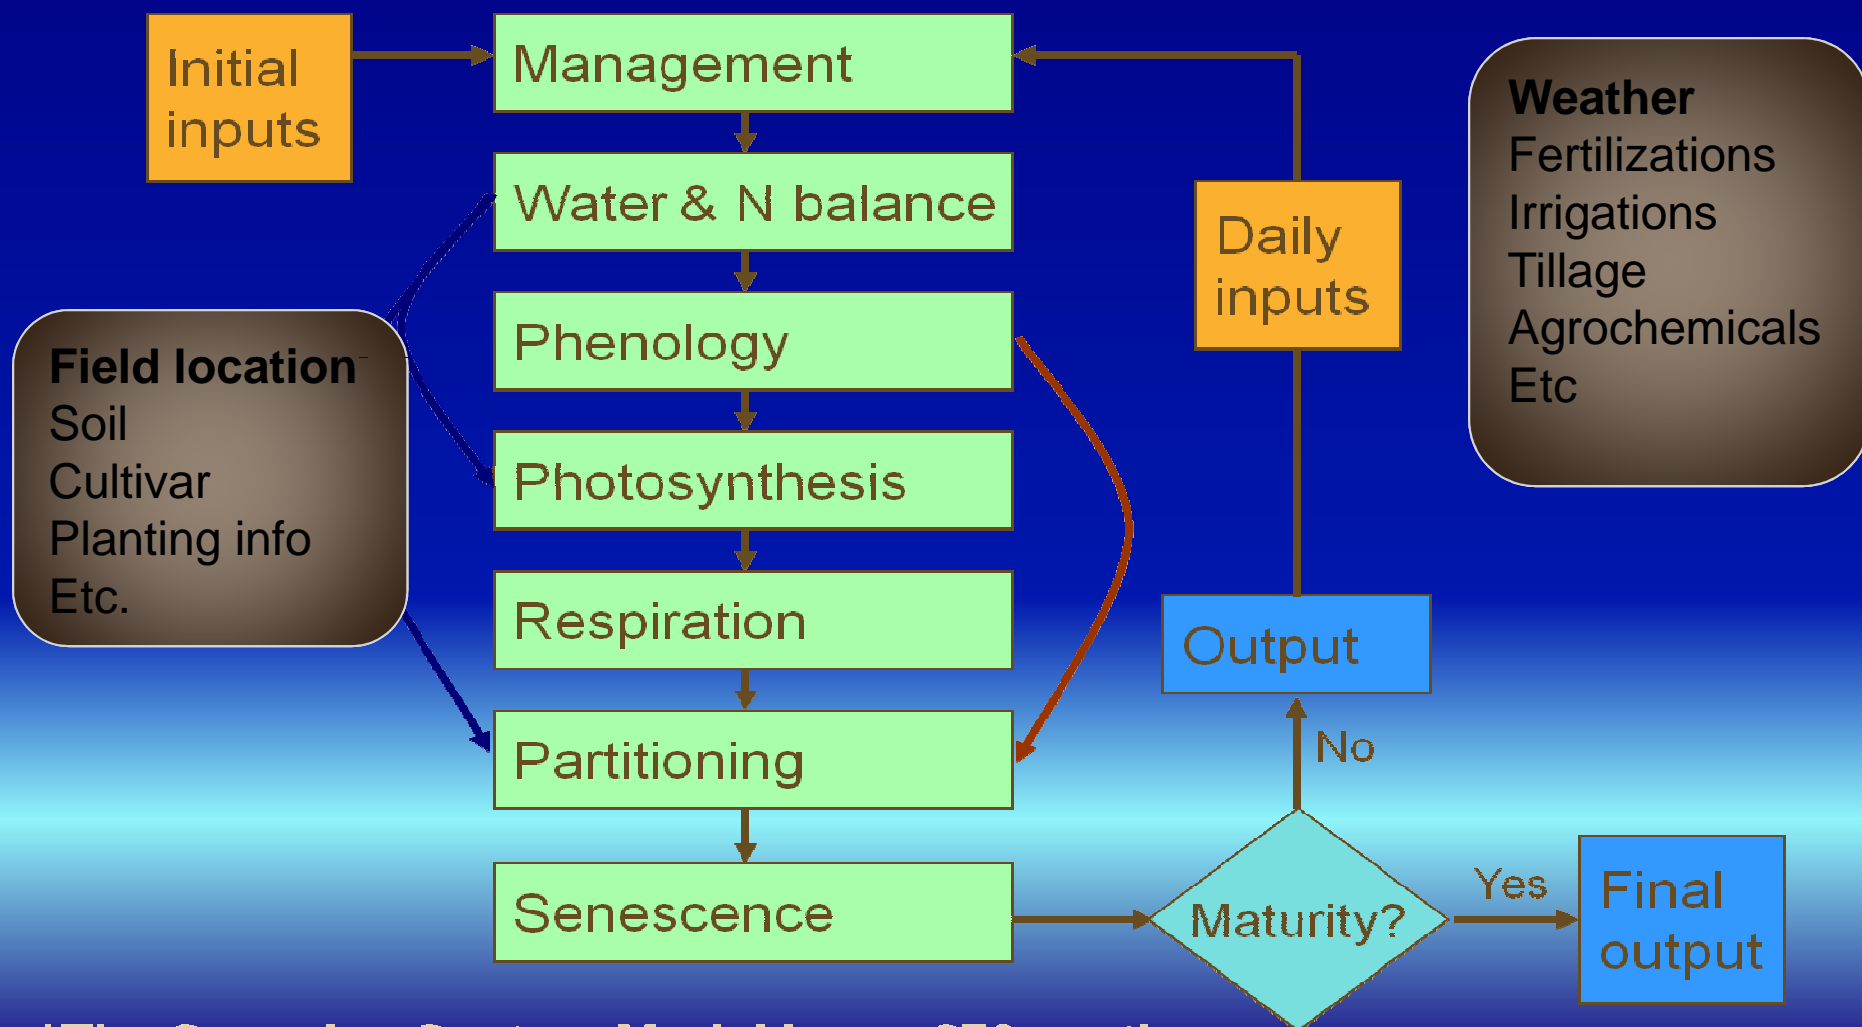 Initial
inputs
Management
Water & N balance
Phenology
Photosynthesis
Respiration
Partitioning
Senescence
Field location
Soil
Cultivar
Planting info
Etc.
Daily
inputs
Weather
Fertilizations
Irrigations
Tillage
Agrochemicals
Etc
Output
No
Maturity?
Yes
Final
output